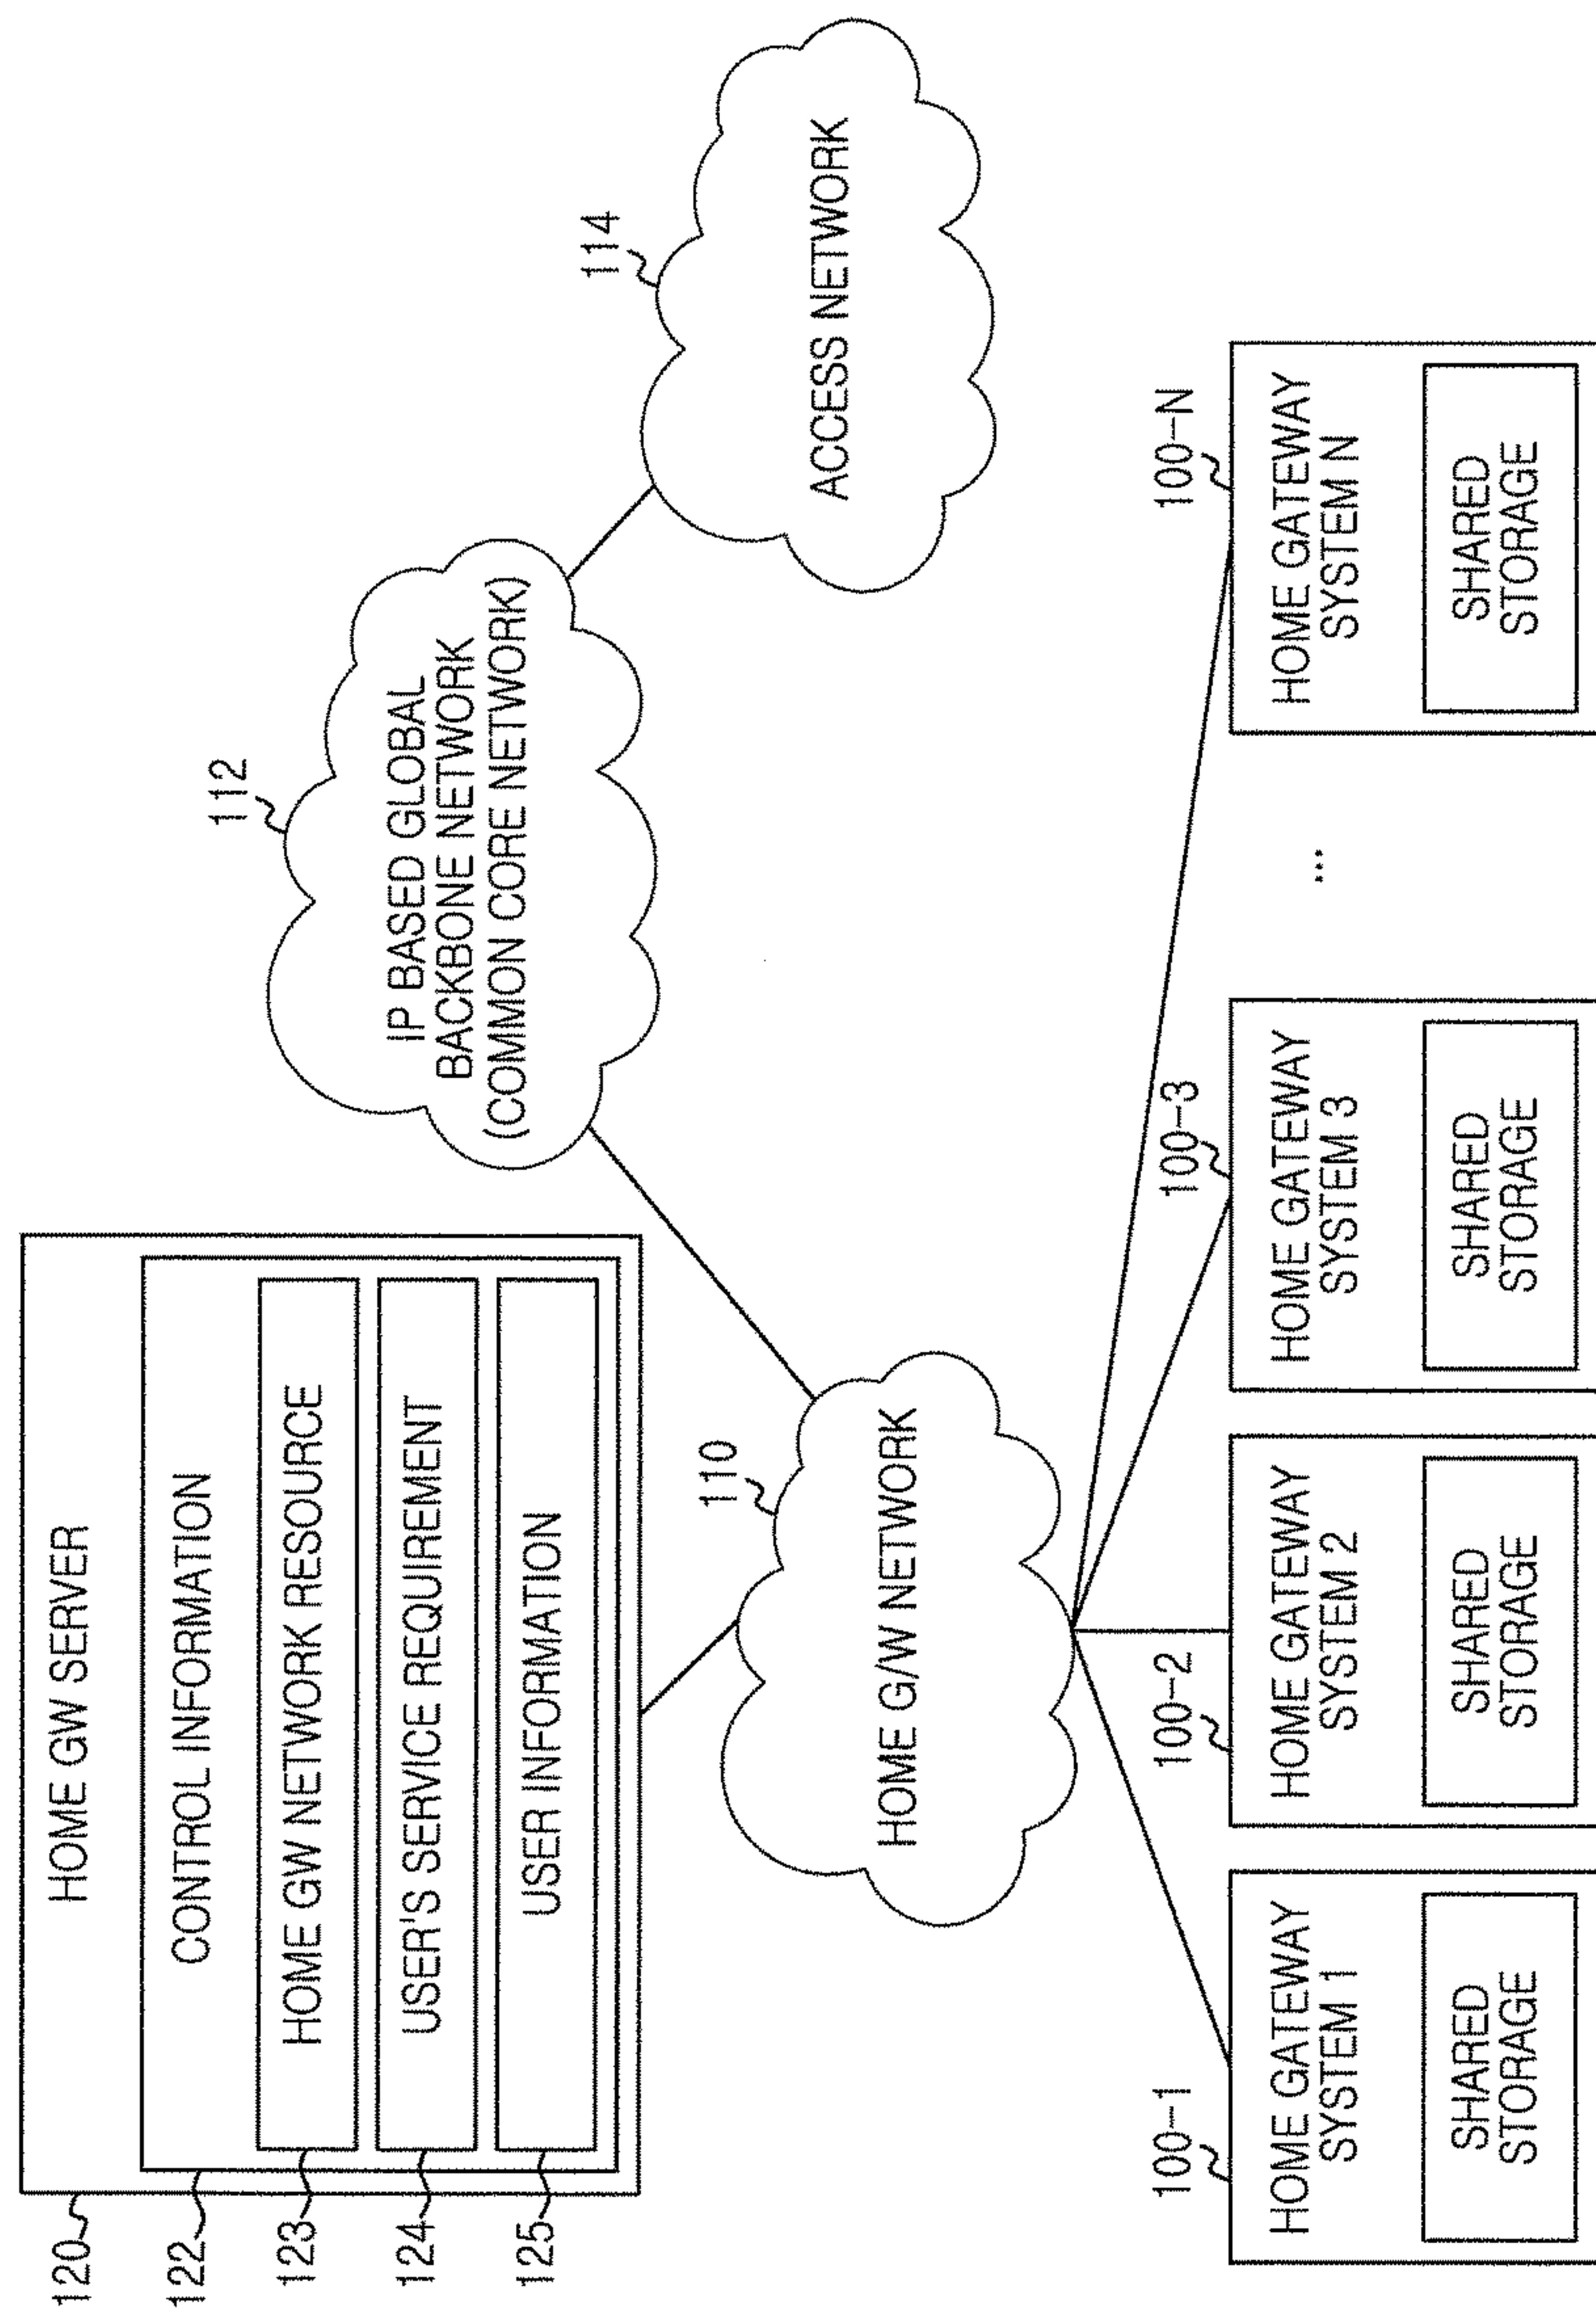 120
HOME GW SERVER
122
CONTROL INFORMATION
123
HOME GW NETWORK RESOURCE
124
USER'S SERVICE REQUIREMENT
125
USER INFORMATION
112
IP BASED GLOBAL
BACKBONE NETWORK
(COMMON CORE NETWORK)
114
ACCESS NETWORK
110
HOME G/W NETWORK
100-1
HOME GATEWAY
SYSTEM 1
SHARED
STORAGE
100-2
HOME GATEWAY
SYSTEM 2
SHARED
STORAGE
100-3
HOME GATEWAY
SYSTEM 3
SHARED
STORAGE
...
100-N
HOME GATEWAY
SYSTEM N
SHARED
STORAGE